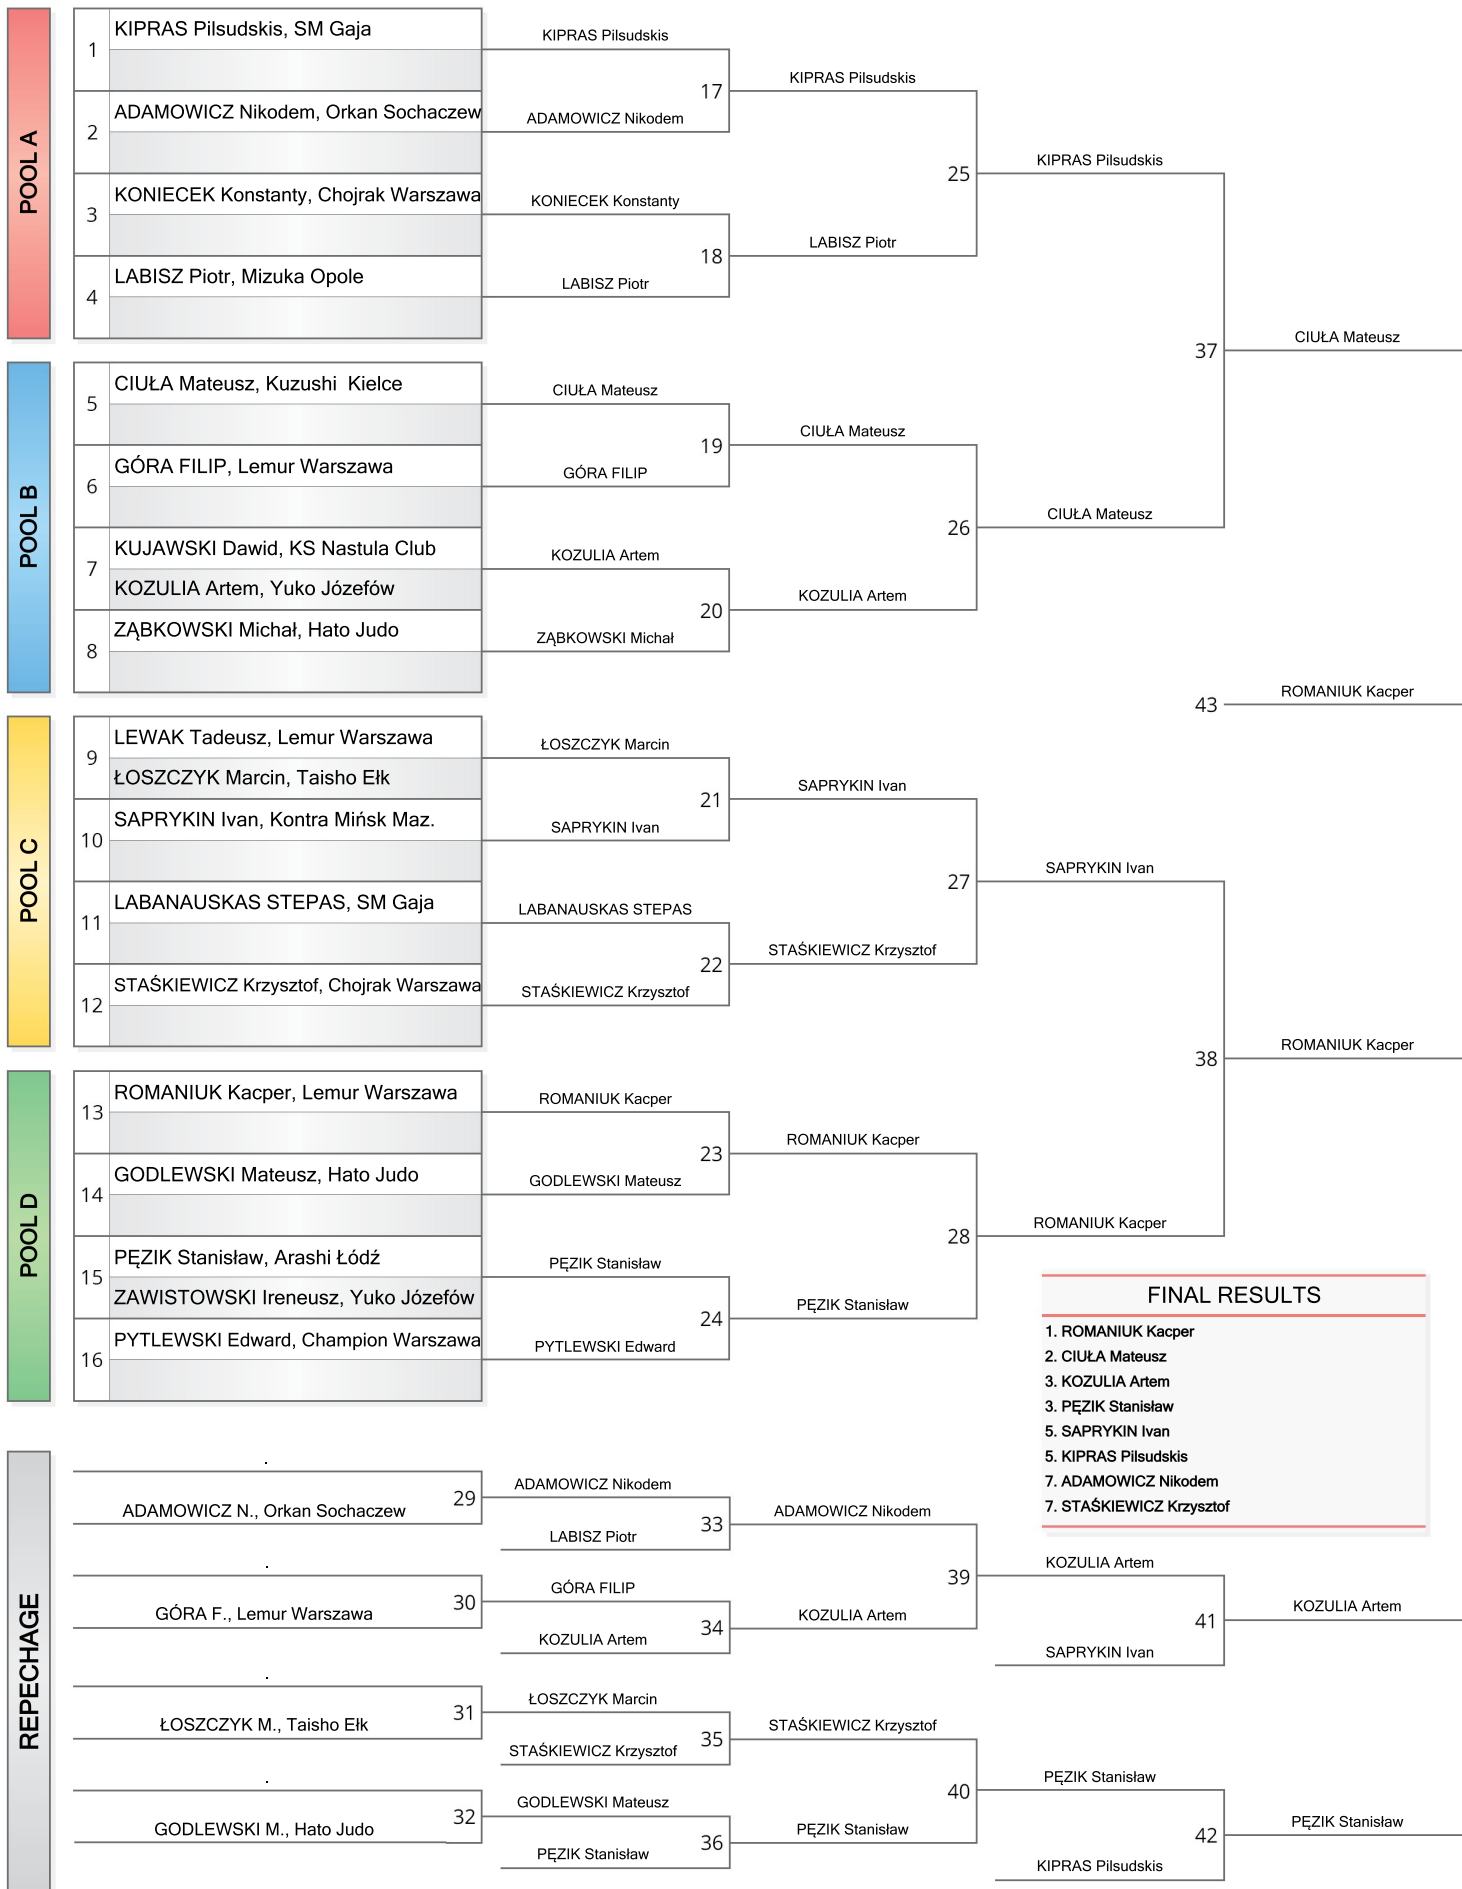 POOL A
1
KIPRAS Pilsudskis, SM Gaja
2
ADAMOWICZ Nikodem, Orkan Sochaczew
3
KONIECEK Konstanty, Chojrak Warszawa
4
LABISZ Piotr, Mizuka Opole
KIPRAS Pilsudskis
17
ADAMOWICZ Nikodem
KONIECEK Konstanty
18
LABISZ Piotr
KIPRAS Pilsudskis
25
LABISZ Piotr
KIPRAS Pilsudskis
POOL B
5
CIUŁA Mateusz, Kuzushi  Kielce
6
GÓRA FILIP, Lemur Warszawa
7
KUJAWSKI Dawid, KS Nastula Club
KOZULIA Artem, Yuko Józefów
8
ZĄBKOWSKI Michał, Hato Judo
CIUŁA Mateusz
19
GÓRA FILIP
KOZULIA Artem
20
ZĄBKOWSKI Michał
CIUŁA Mateusz
26
KOZULIA Artem
CIUŁA Mateusz
37
CIUŁA Mateusz
43
ROMANIUK Kacper
POOL C
9
LEWAK Tadeusz, Lemur Warszawa
ŁOSZCZYK Marcin, Taisho Ełk
10
SAPRYKIN Ivan, Kontra Mińsk Maz.
11
LABANAUSKAS STEPAS, SM Gaja
12
STAŚKIEWICZ Krzysztof, Chojrak Warszawa
ŁOSZCZYK Marcin
21
SAPRYKIN Ivan
LABANAUSKAS STEPAS
22
STAŚKIEWICZ Krzysztof
SAPRYKIN Ivan
27
STAŚKIEWICZ Krzysztof
SAPRYKIN Ivan
POOL D
13
ROMANIUK Kacper, Lemur Warszawa
14
GODLEWSKI Mateusz, Hato Judo
15
PĘZIK Stanisław, Arashi Łódź
ZAWISTOWSKI Ireneusz, Yuko Józefów
16
PYTLEWSKI Edward, Champion Warszawa
ROMANIUK Kacper
23
GODLEWSKI Mateusz
PĘZIK Stanisław
24
PYTLEWSKI Edward
ROMANIUK Kacper
28
PĘZIK Stanisław
ROMANIUK Kacper
38
ROMANIUK Kacper
FINAL RESULTS
1. ROMANIUK Kacper
2. CIUŁA Mateusz
3. KOZULIA Artem
3. PĘZIK Stanisław
5. SAPRYKIN Ivan
5. KIPRAS Pilsudskis
7. ADAMOWICZ Nikodem
7. STAŚKIEWICZ Krzysztof
REPECHAGE
.
29
ADAMOWICZ N., Orkan Sochaczew
.
30
GÓRA F., Lemur Warszawa
.
31
ŁOSZCZYK M., Taisho Ełk
.
32
GODLEWSKI M., Hato Judo
ADAMOWICZ Nikodem
33
LABISZ Piotr
GÓRA FILIP
34
KOZULIA Artem
ŁOSZCZYK Marcin
35
STAŚKIEWICZ Krzysztof
GODLEWSKI Mateusz
36
PĘZIK Stanisław
ADAMOWICZ Nikodem
39
KOZULIA Artem
STAŚKIEWICZ Krzysztof
40
PĘZIK Stanisław
KOZULIA Artem
41
SAPRYKIN Ivan
PĘZIK Stanisław
42
KIPRAS Pilsudskis
KOZULIA Artem
PĘZIK Stanisław